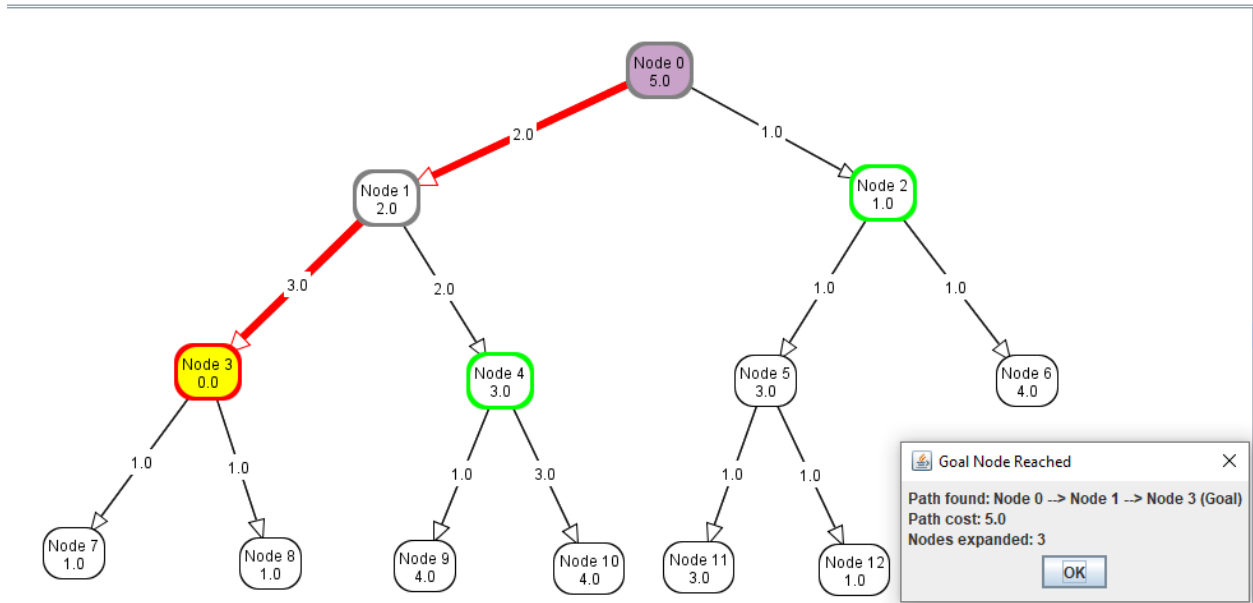 Node 0
5.0
2.0
1.0
Node 1
2.0
Node 2
1.0
3.0
2.0
1.0
1.0
Node 3
0.0
Node 4
3.0
Node 5
3.0
Node 6
4.0
1.0
1.0
1.0
3.0
1.0
1.0
Node 7
1.0
Node 8
1.0
Node 9
4.0
Node 10
4.0
Node 11
3.0
Node 12
1.0
Goal Node Reached
Path found: Node 0 --> Node 1 --> Node 3 (Goal)
Path cost: 5.0
Nodes expanded: 3
OK